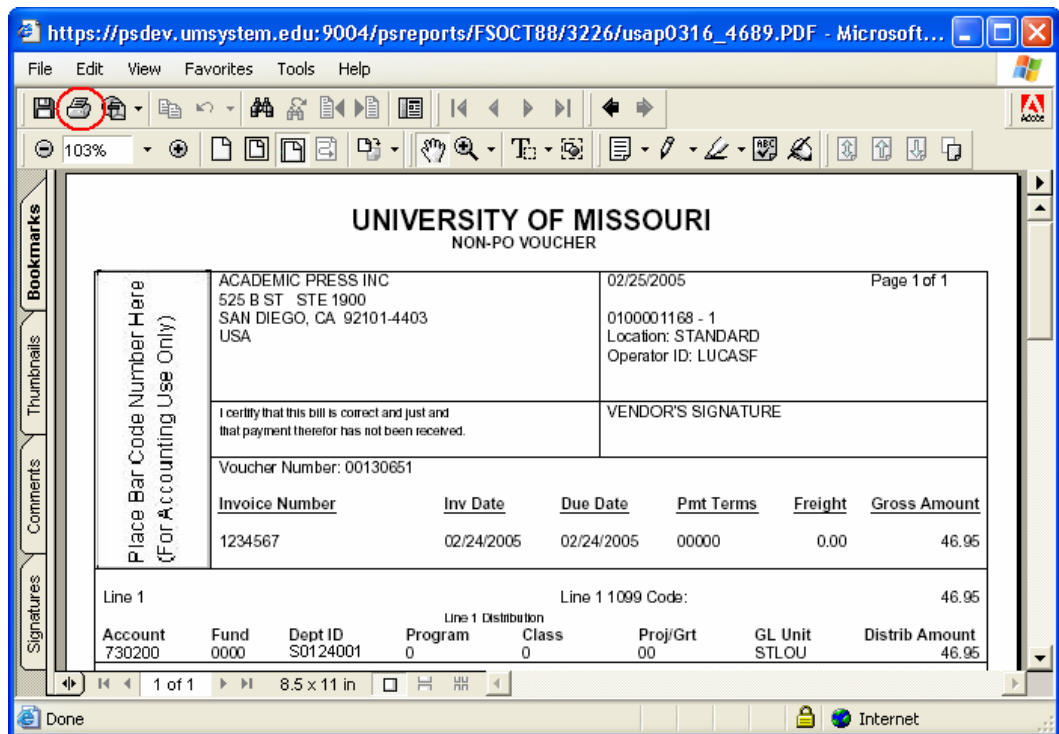 https://psdev.umsystem.edu:9004/psreports/FSOCT88/3226/usap0316_4689.PDF - Microsoft...
File Edit View Favorites Tools Help
Adobe
103%
ABC
Bookmarks
Thumbnails
Comments
Signatures
UNIVERSITY OF MISSOURI
NON-PO VOUCHER
Place Bar Code Number Here
(For Accounting Use Only)
ACADEMIC PRESS INC
525 B ST STE 1900
SAN DIEGO, CA 92101-4403
USA
02/25/2005 Page 1 of 1
0100001168 - 1
Location: STANDARD
Operator ID: LUCASF
I certify that this bill is correct and just and
that payment therefor has not been received.
VENDOR'S SIGNATURE
Voucher Number: 00130651
Invoice Number Inv Date Due Date Pmt Terms Freight Gross Amount
1234567 02/24/2005 02/24/2005 00000 0.00 46.95
Line 1 Line 1 1099 Code: 46.95
Line 1 Distribution
Account Fund Dept ID Program Class Proj/Grt GL Unit Distrib Amount
730200 0000 S0124001 0 0 00 STLOU 46.95
1 of 1 8.5 x 11 in
Done Internet